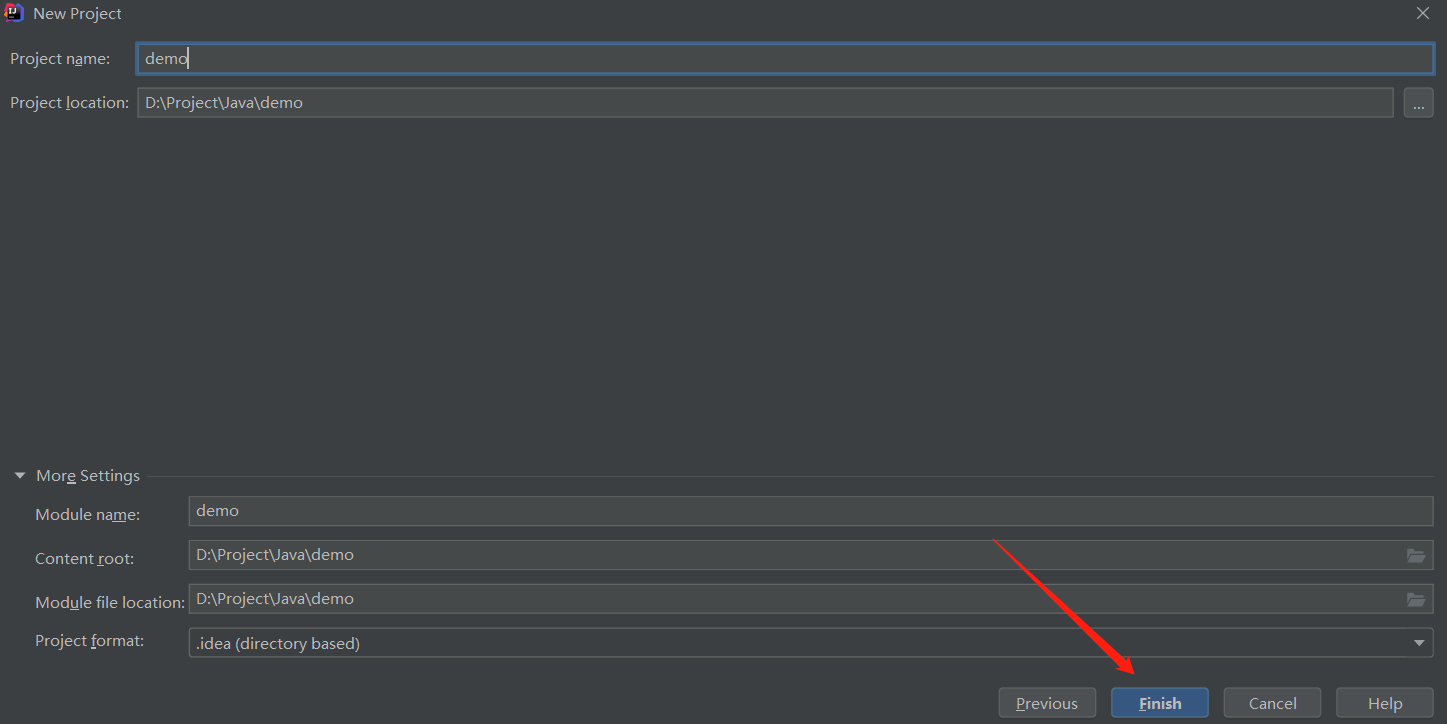 New Project
Project name: demo
Project location: D:\Project\Java\demo ...
More Settings
Module name: demo
Content root: D:\Project\Java\demo
Module file location: D:\Project\Java\demo
Project format: .idea (directory based)
Previous Finish Cancel Help